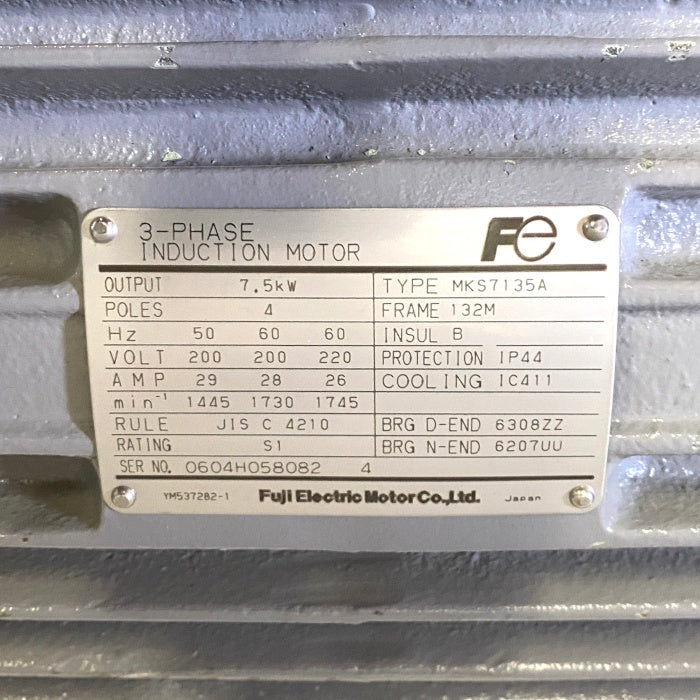 3-PHASE
INDUCTION MOTOR
Fe
OUTPUT 7.5kW
POLES 4
Hz 50 60 60
VOLT 200 200 220
AMP 29 28 26
min⁻¹ 1445 1730 1745
RULE JIS C 4210
RATING S1
SER NO. 0604H058082 4
TYPE MKS7135A
FRAME 132M
INSUL B
PROTECTION IP44
COOLING IC411
BRG D-END 6308ZZ
BRG N-END 6207UU
YM537282-1 Fuji Electric Motor Co.,Ltd. Japan